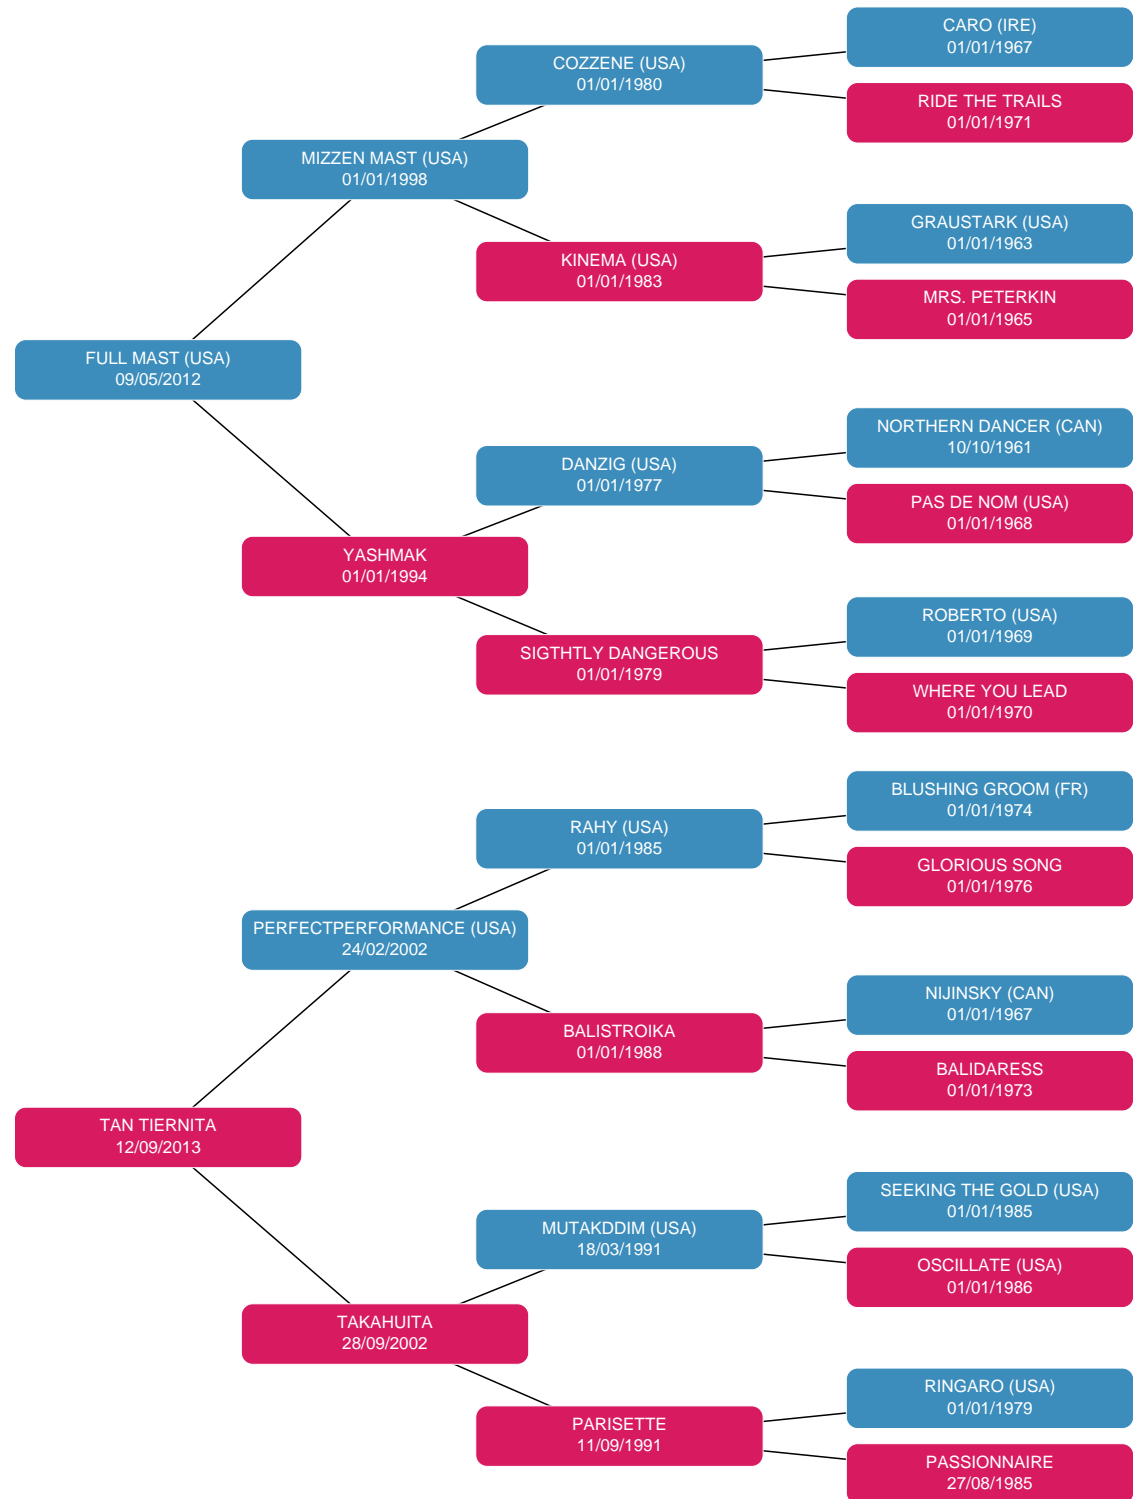 CARO (IRE)
01/01/1967
COZZENE (USA)
01/01/1980
RIDE THE TRAILS
01/01/1971
MIZZEN MAST (USA)
01/01/1998
GRAUSTARK (USA)
01/01/1963
KINEMA (USA)
01/01/1983
MRS. PETERKIN
01/01/1965
FULL MAST (USA)
09/05/2012
NORTHERN DANCER (CAN)
10/10/1961
DANZIG (USA)
01/01/1977
PAS DE NOM (USA)
01/01/1968
YASHMAK
01/01/1994
ROBERTO (USA)
01/01/1969
SIGTHTLY DANGEROUS
01/01/1979
WHERE YOU LEAD
01/01/1970
BLUSHING GROOM (FR)
01/01/1974
RAHY (USA)
01/01/1985
GLORIOUS SONG
01/01/1976
PERFECTPERFORMANCE (USA)
24/02/2002
NIJINSKY (CAN)
01/01/1967
BALISTROIKA
01/01/1988
BALIDARESS
01/01/1973
TAN TIERNITA
12/09/2013
SEEKING THE GOLD (USA)
01/01/1985
MUTAKDDIM (USA)
18/03/1991
OSCILLATE (USA)
01/01/1986
TAKAHUITA
28/09/2002
RINGARO (USA)
01/01/1979
PARISETTE
11/09/1991
PASSIONNAIRE
27/08/1985